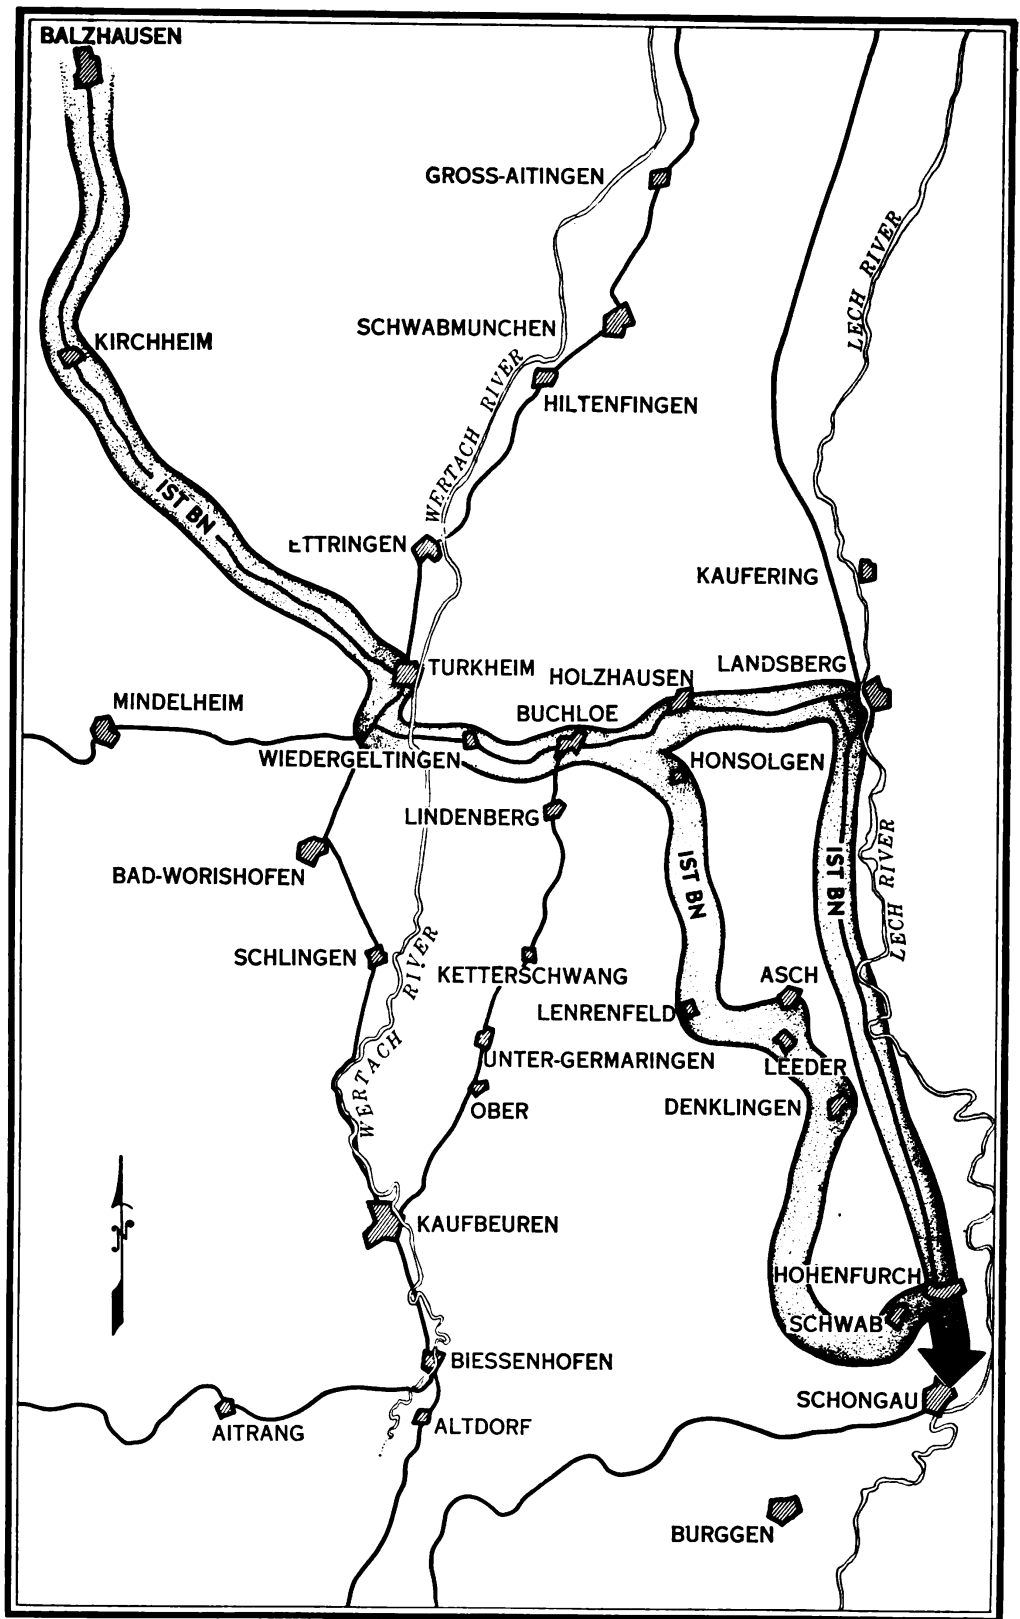 BALZHAUSEN
GROSS-AITINGEN
LECH RIVER
SCHWABMUNCHEN
KIRCHHEIM
WERTACH RIVER
HILTENFINGEN
IST BN
ETTRINGEN
KAUFERING
TURKHEIM
HOLZHAUSEN
LANDSBERG
MINDELHEIM
BUCHLOE
WIEDERGELTINGEN
HONSOLGEN
LINDENBERG
BAD-WORISHOFEN
IST BN
IST BN
LECH RIVER
SCHLINGEN
WERTACH RIVER
KETTERSCHWANG
ASCH
LENRENFELD
UNTER-GERMARINGEN
LEEDER
OBER
DENKLINGEN
KAUFBEUREN
HOHENFURCH
SCHWAB
BIESSENHOFEN
SCHONGAU
AITRANG
ALTDORF
BURGGEN